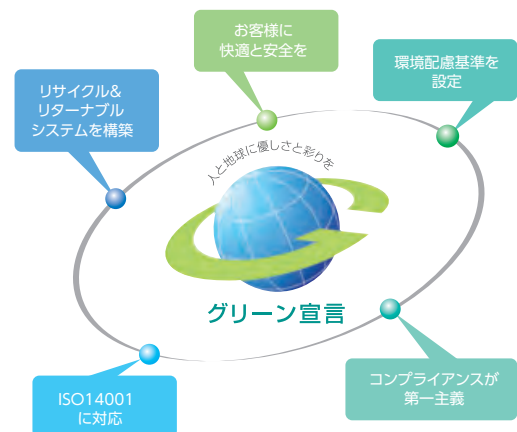 お客様に
快適と安全を
環境配慮基準を
設定
リサイクル&
リターナブル
システムを構築
人と地球に優しさと彩りを
グリーン宣言
コンプライアンスが
第一主義
ISO14001
に対応